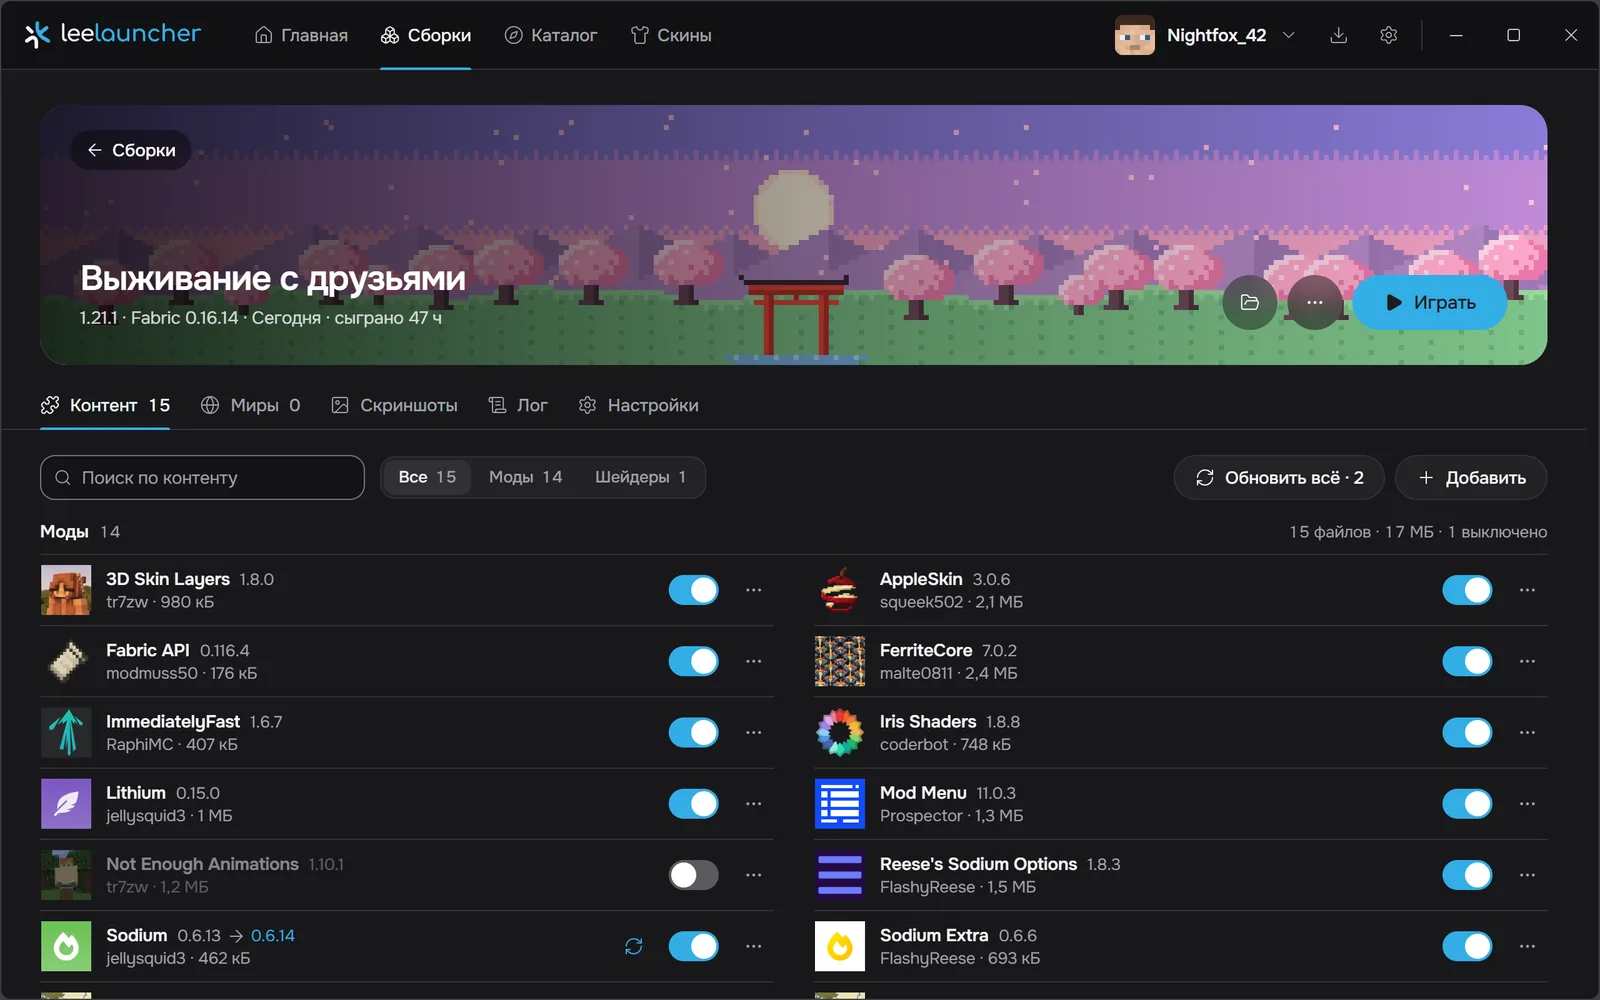 leelauncher
Главная
Сборки
Каталог
Скины
Nightfox_42
Сборки
Выживание с друзьями
1.21.1 · Fabric 0.16.14 · Сегодня · сыграно 47 ч
Играть
Контент 15
Миры 0
Скриншоты
Лог
Настройки
Поиск по контенту
Все 15
Моды 14
Шейдеры 1
Обновить всё · 2
Добавить
Моды 14
15 файлов · 17 МБ · 1 выключено
3D Skin Layers 1.8.0
tr7zw · 980 кБ
AppleSkin 3.0.6
squeek502 · 2,1 МБ
Fabric API 0.116.4
modmuss50 · 176 кБ
FerriteCore 7.0.2
malte0811 · 2,4 МБ
ImmediatelyFast 1.6.7
RaphiMC · 407 кБ
Iris Shaders 1.8.8
coderbot · 748 кБ
Lithium 0.15.0
jellysquid3 · 1 МБ
Mod Menu 11.0.3
Prospector · 1,3 МБ
Not Enough Animations 1.10.1
tr7zw · 1,2 МБ
Reese's Sodium Options 1.8.3
FlashyReese · 1,5 МБ
Sodium 0.6.13 → 0.6.14
jellysquid3 · 462 кБ
Sodium Extra 0.6.6
FlashyReese · 693 кБ